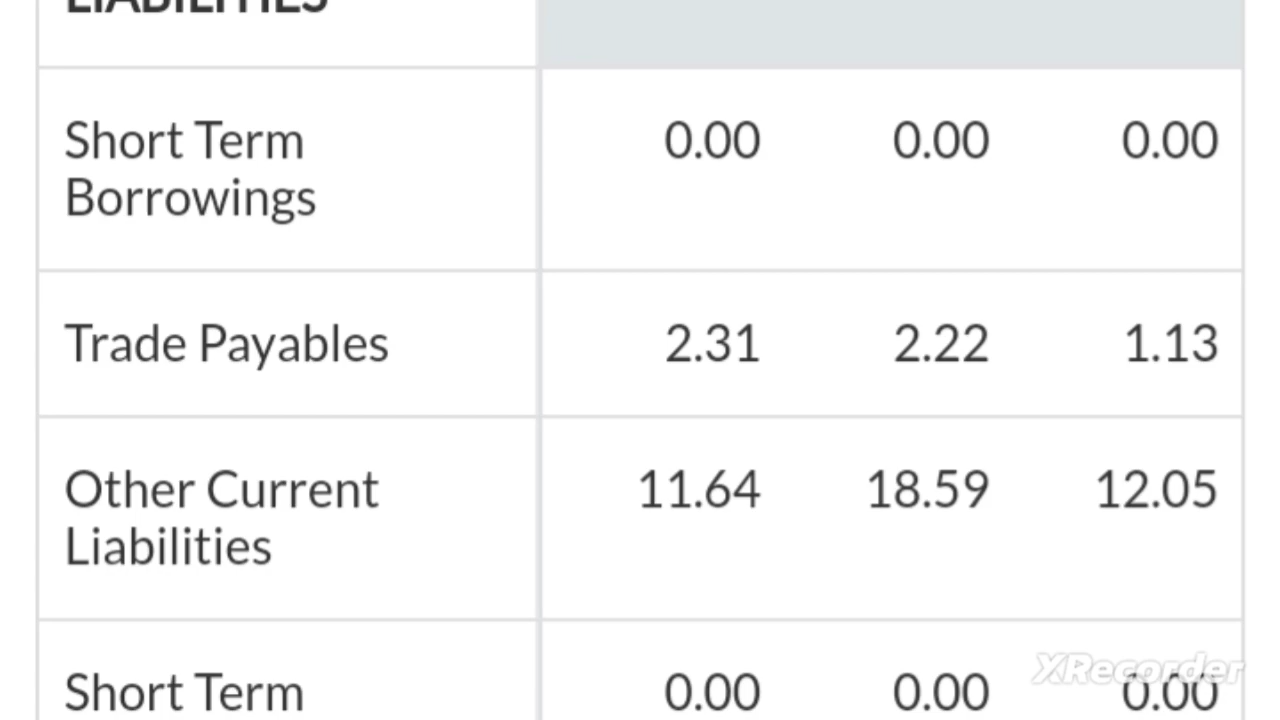 LIABILITIES
Short Term 0.00 0.00 0.00
Borrowings
Trade Payables 2.31 2.22 1.13
Other Current 11.64 18.59 12.05
Liabilities
Short Term 0.00 0.00 0.00
XRecorder